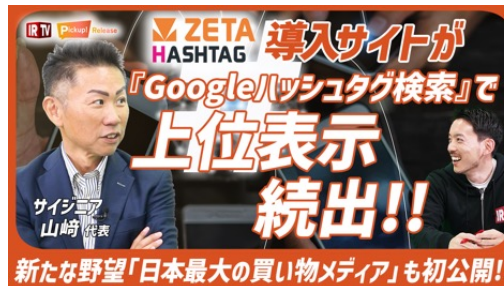 IR TV Pickup! Release
ZETA
HASHTAG
導入サイトが
『Googleハッシュタグ検索』で
上位表示
続出!!
サイジニア
山﨑 代表
IR
新たな野望「日本最大の買い物メディア」も初公開!